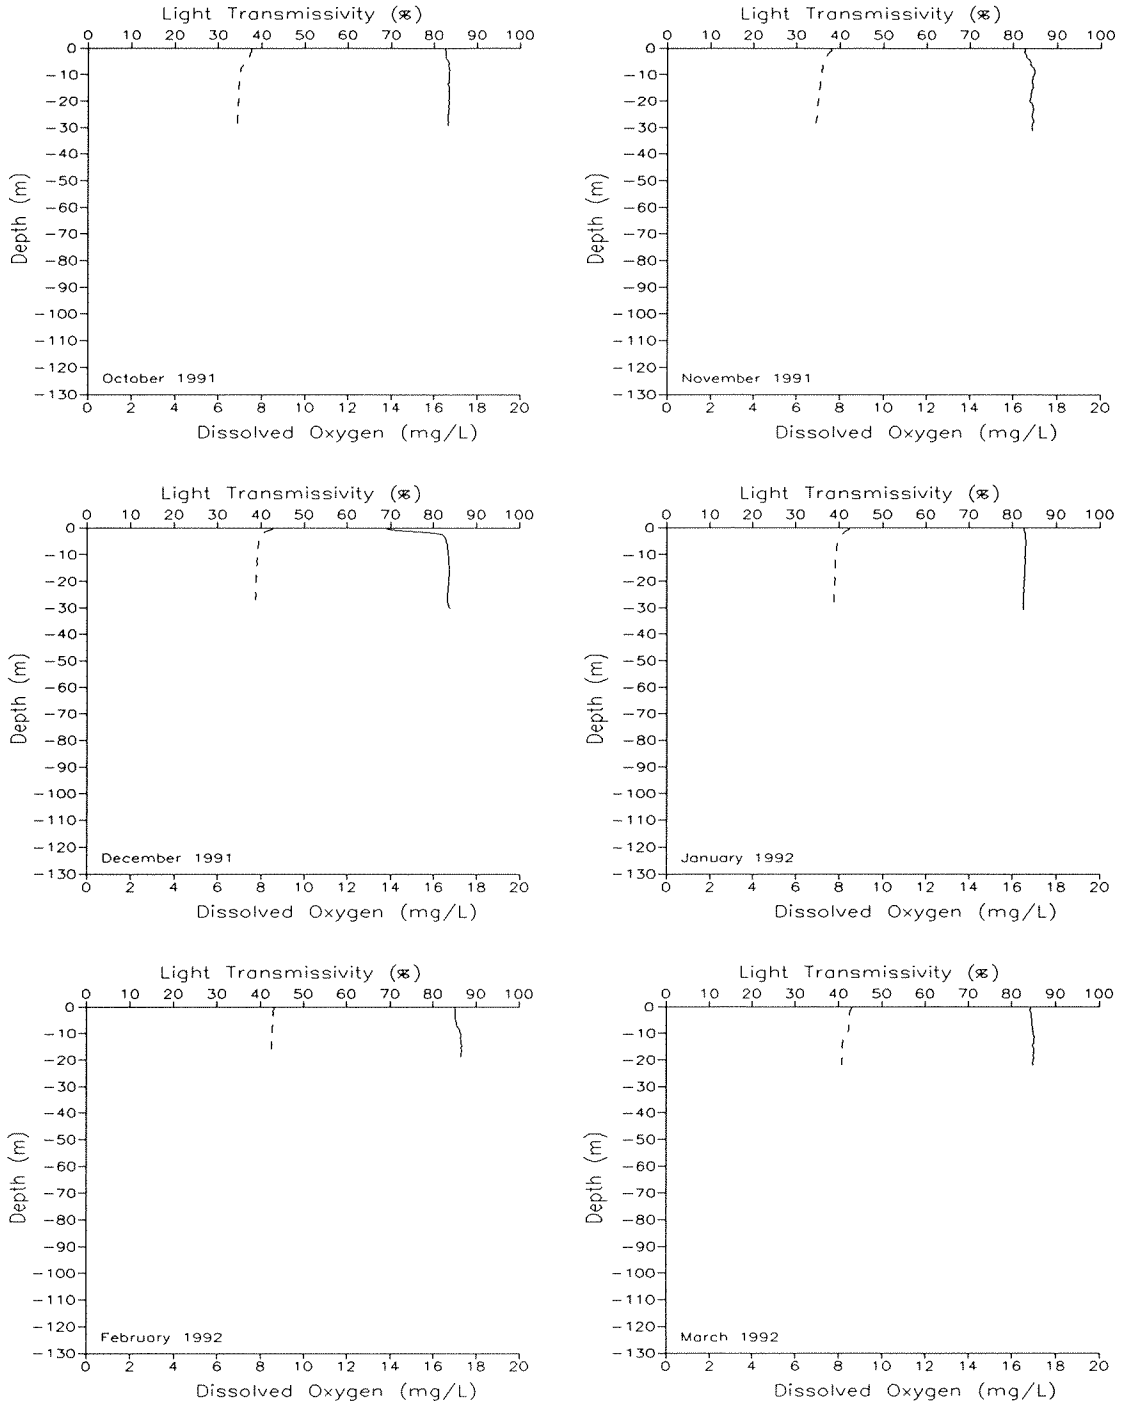 Light Transmissivity (%)
0 10 20 30 40 50 60 70 80 90 100
0
-10
-20
-30
-40
-50
-60
-70
-80
-90
-100
-110
-120
-130
Depth (m)
October 1991
0 2 4 6 8 10 12 14 16 18 20
Dissolved Oxygen (mg/L)
Light Transmissivity (%)
0 10 20 30 40 50 60 70 80 90 100
0
-10
-20
-30
-40
-50
-60
-70
-80
-90
-100
-110
-120
-130
Depth (m)
November 1991
0 2 4 6 8 10 12 14 16 18 20
Dissolved Oxygen (mg/L)
Light Transmissivity (%)
0 10 20 30 40 50 60 70 80 90 100
0
-10
-20
-30
-40
-50
-60
-70
-80
-90
-100
-110
-120
-130
Depth (m)
December 1991
0 2 4 6 8 10 12 14 16 18 20
Dissolved Oxygen (mg/L)
Light Transmissivity (%)
0 10 20 30 40 50 60 70 80 90 100
0
-10
-20
-30
-40
-50
-60
-70
-80
-90
-100
-110
-120
-130
Depth (m)
January 1992
0 2 4 6 8 10 12 14 16 18 20
Dissolved Oxygen (mg/L)
Light Transmissivity (%)
0 10 20 30 40 50 60 70 80 90 100
0
-10
-20
-30
-40
-50
-60
-70
-80
-90
-100
-110
-120
-130
Depth (m)
February 1992
0 2 4 6 8 10 12 14 16 18 20
Dissolved Oxygen (mg/L)
Light Transmissivity (%)
0 10 20 30 40 50 60 70 80 90 100
0
-10
-20
-30
-40
-50
-60
-70
-80
-90
-100
-110
-120
-130
Depth (m)
March 1992
0 2 4 6 8 10 12 14 16 18 20
Dissolved Oxygen (mg/L)